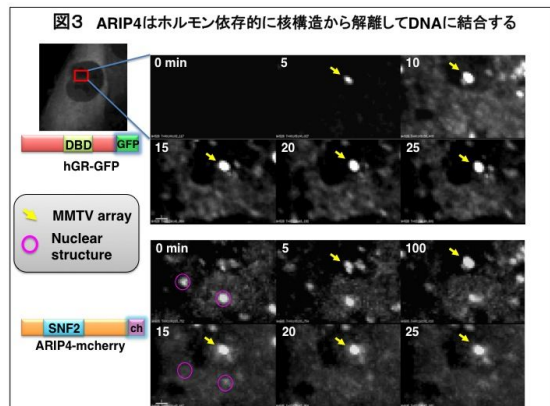 図3 ARIP4はホルモン依存的に核構造から解離してDNAに結合する
0 min
5
10
15
20
25
DBD
GFP
hGR-GFP
MMTV array
Nuclear
structure
0 min
5
100
15
20
25
SNF2
ch
ARIP4-mcherry